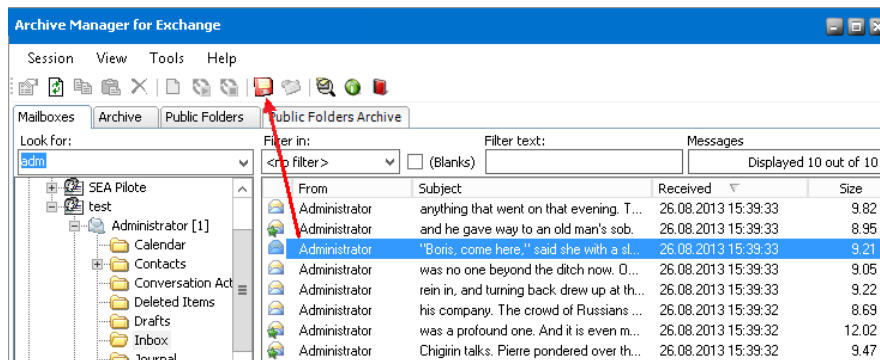 Archive Manager for Exchange
Session View Tools Help
Mailboxes Archive Public Folders Public Folders Archive
Look for: Filter in: Filter text: Messages
adm <no filter> (Blanks) Displayed 10 out of 10
From Subject Received Size
SEA Pilote
test
Administrator [1]
Calendar
Contacts
Conversation Act
Deleted Items
Drafts
Inbox
Journal
Administrator anything that went on that evening. T... 26.08.2013 15:39:33 9.82
Administrator and he gave way to an old man's sob. 26.08.2013 15:39:33 8.95
Administrator "Boris, come here," said she with a sl... 26.08.2013 15:39:33 9.21
Administrator was no one beyond the ditch now. O... 26.08.2013 15:39:33 9.05
Administrator rein in, and turning back drew up at th... 26.08.2013 15:39:33 9.22
Administrator his company. The crowd of Russians ... 26.08.2013 15:39:32 8.69
Administrator was a profound one. And it is even m... 26.08.2013 15:39:32 12.02
Administrator Chigirin talks. Pierre pondered over th... 26.08.2013 15:39:32 9.47